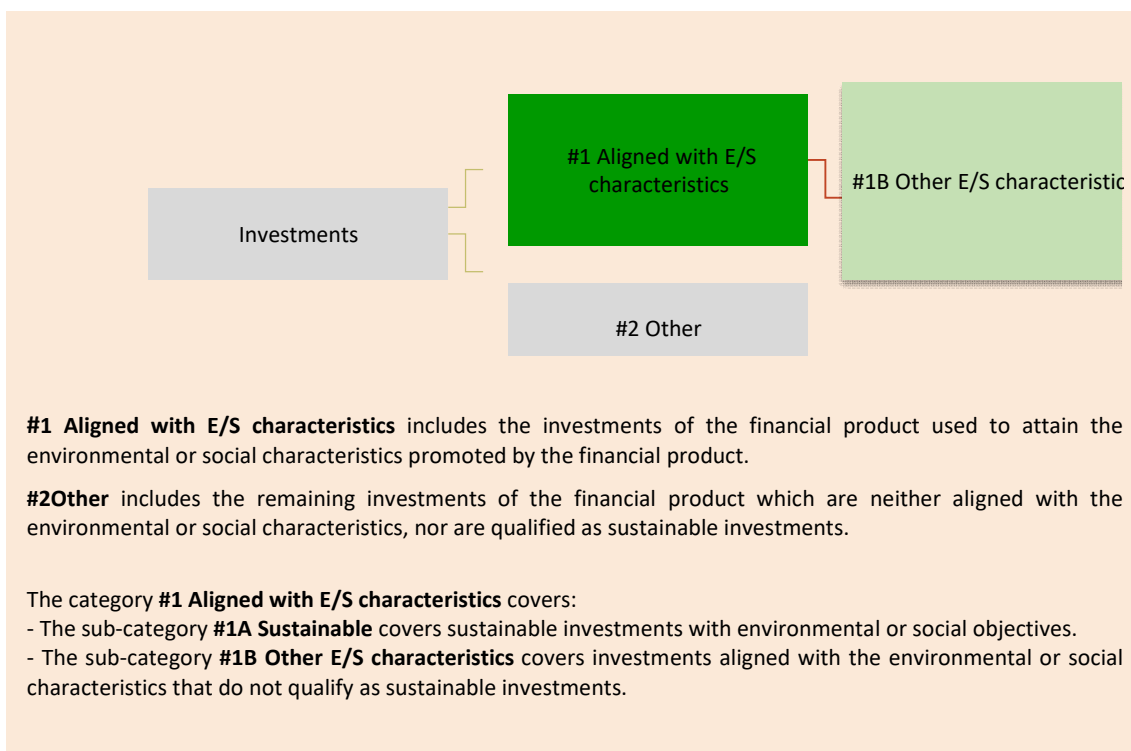 #1 Aligned with E/S
characteristics
#1B Other E/S characteristic
Investments
#2 Other
#1 Aligned with E/S characteristics includes the investments of the financial product used to attain the
environmental or social characteristics promoted by the financial product.
#2Other includes the remaining investments of the financial product which are neither aligned with the
environmental or social characteristics, nor are qualified as sustainable investments.
The category #1 Aligned with E/S characteristics covers:
- The sub-category #1A Sustainable covers sustainable investments with environmental or social objectives.
- The sub-category #1B Other E/S characteristics covers investments aligned with the environmental or social
characteristics that do not qualify as sustainable investments.